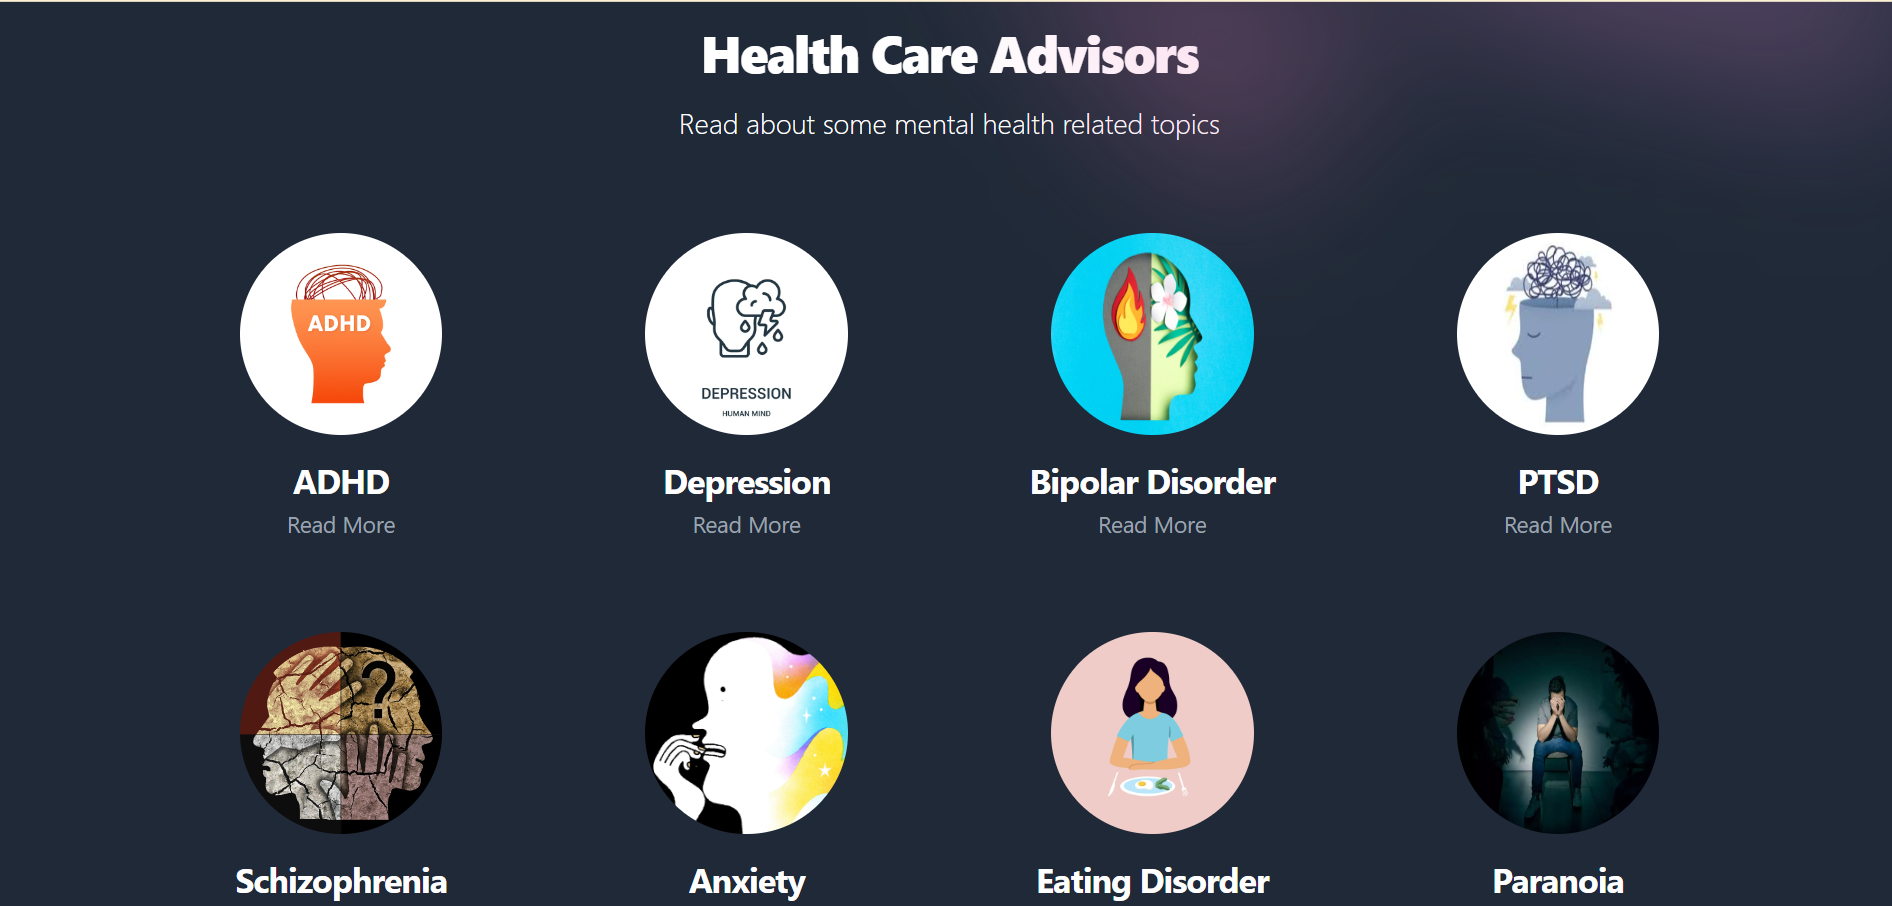 Health Care Advisors
Read about some mental health related topics
ADHD
DEPRESSION
HUMAN MIND
ADHD
Depression
Bipolar Disorder
PTSD
Read More
Read More
Read More
Read More
?
Schizophrenia
Anxiety
Eating Disorder
Paranoia